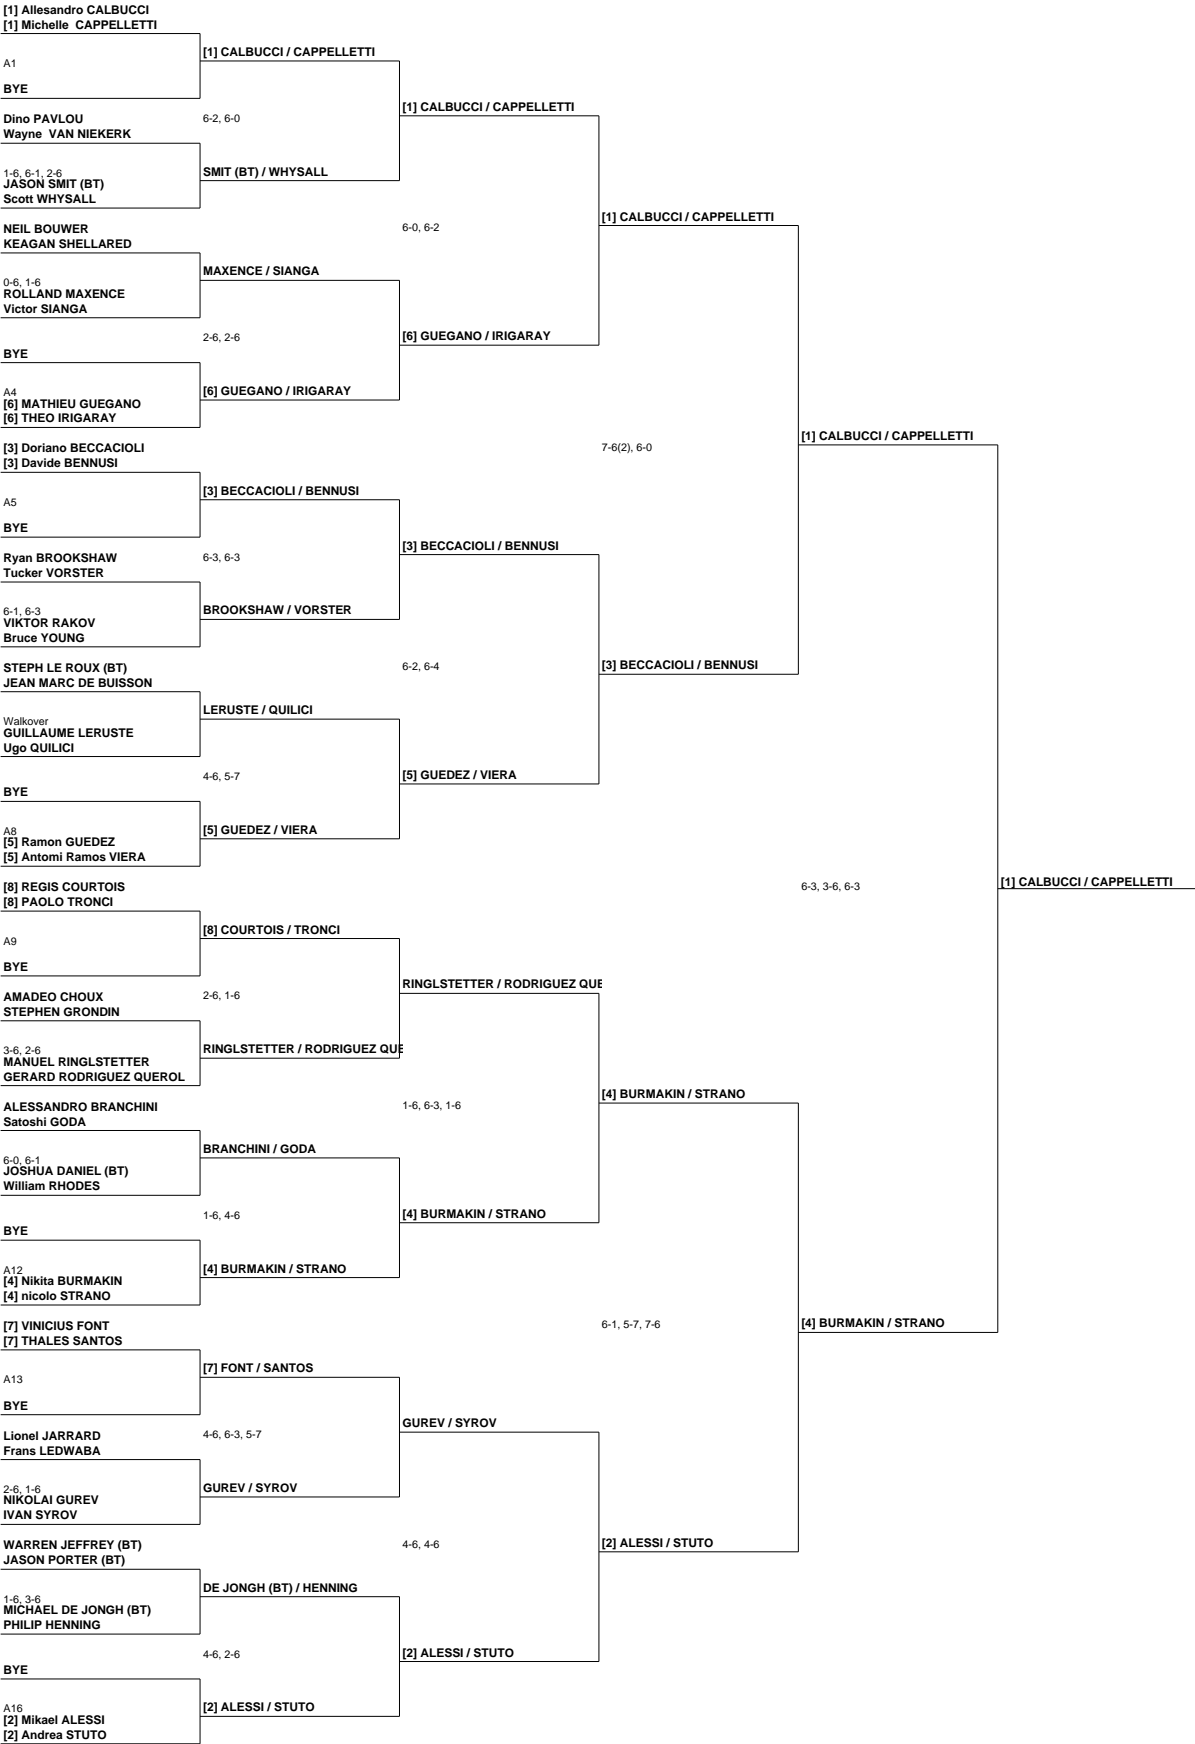 [1] Allesandro CALBUCCI
[1] Michelle  CAPPELLETTI
[1] CALBUCCI / CAPPELLETTI
A1
BYE
[1] CALBUCCI / CAPPELLETTI
Dino PAVLOU
6-2, 6-0
Wayne  VAN NIEKERK
1-6, 6-1, 2-6
SMIT (BT) / WHYSALL
JASON SMIT (BT)
Scott WHYSALL
[1] CALBUCCI / CAPPELLETTI
NEIL BOUWER
6-0, 6-2
KEAGAN SHELLARED
MAXENCE / SIANGA
0-6, 1-6
ROLLAND MAXENCE
Victor SIANGA
2-6, 2-6
[6] GUEGANO / IRIGARAY
BYE
A4
[6] GUEGANO / IRIGARAY
[6] MATHIEU GUEGANO
[6] THEO IRIGARAY
[1] CALBUCCI / CAPPELLETTI
[3] Doriano BECCACIOLI
7-6(2), 6-0
[3] Davide BENNUSI
[3] BECCACIOLI / BENNUSI
A5
BYE
[3] BECCACIOLI / BENNUSI
Ryan BROOKSHAW
6-3, 6-3
Tucker VORSTER
6-1, 6-3
BROOKSHAW / VORSTER
VIKTOR RAKOV
Bruce YOUNG
STEPH LE ROUX (BT)
6-2, 6-4
[3] BECCACIOLI / BENNUSI
JEAN MARC DE BUISSON
LERUSTE / QUILICI
Walkover
GUILLAUME LERUSTE
Ugo QUILICI
4-6, 5-7
[5] GUEDEZ / VIERA
BYE
A8
[5] GUEDEZ / VIERA
[5] Ramon GUEDEZ
[5] Antomi Ramos VIERA
[1] CALBUCCI / CAPPELLETTI
[8] REGIS COURTOIS
6-3, 3-6, 6-3
[8] PAOLO TRONCI
[8] COURTOIS / TRONCI
A9
BYE
RINGLSTETTER / RODRIGUEZ QUE
AMADEO CHOUX
2-6, 1-6
STEPHEN GRONDIN
3-6, 2-6
RINGLSTETTER / RODRIGUEZ QUE
MANUEL RINGLSTETTER
GERARD RODRIGUEZ QUEROL
[4] BURMAKIN / STRANO
ALESSANDRO BRANCHINI
1-6, 6-3, 1-6
Satoshi GODA
BRANCHINI / GODA
6-0, 6-1
JOSHUA DANIEL (BT)
William RHODES
1-6, 4-6
[4] BURMAKIN / STRANO
BYE
A12
[4] BURMAKIN / STRANO
[4] Nikita BURMAKIN
[4] nicolo STRANO
[7] VINICIUS FONT
6-1, 5-7, 7-6
[4] BURMAKIN / STRANO
[7] THALES SANTOS
[7] FONT / SANTOS
A13
BYE
GUREV / SYROV
Lionel JARRARD
4-6, 6-3, 5-7
Frans LEDWABA
2-6, 1-6
GUREV / SYROV
NIKOLAI GUREV
IVAN SYROV
WARREN JEFFREY (BT)
4-6, 4-6
[2] ALESSI / STUTO
JASON PORTER (BT)
DE JONGH (BT) / HENNING
1-6, 3-6
MICHAEL DE JONGH (BT)
PHILIP HENNING
4-6, 2-6
[2] ALESSI / STUTO
BYE
A16
[2] ALESSI / STUTO
[2] Mikael ALESSI
[2] Andrea STUTO